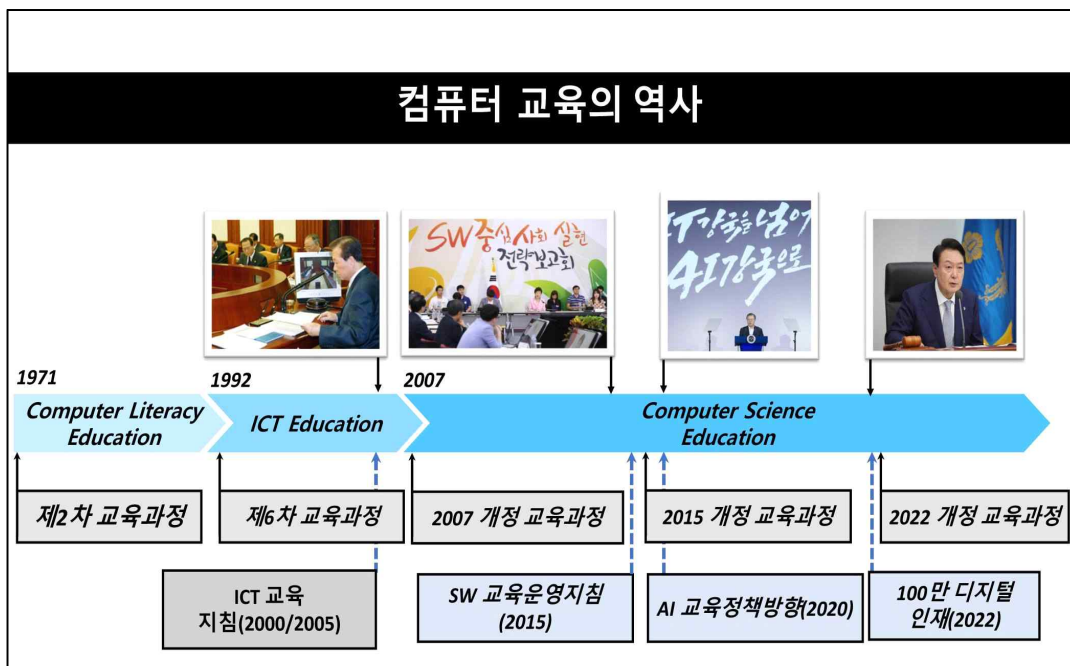 컴퓨터 교육의 역사
SW중심사회 실현
전략보고회
IT강국을 넘어
AI강국으로
1971
1992
2007
Computer Literacy
Education
ICT Education
Computer Science
Education
제2차 교육과정
제6차 교육과정
2007 개정 교육과정
2015 개정 교육과정
2022 개정 교육과정
ICT 교육
지침(2000/2005)
SW 교육운영지침
(2015)
AI 교육정책방향(2020)
100만 디지털
인재(2022)